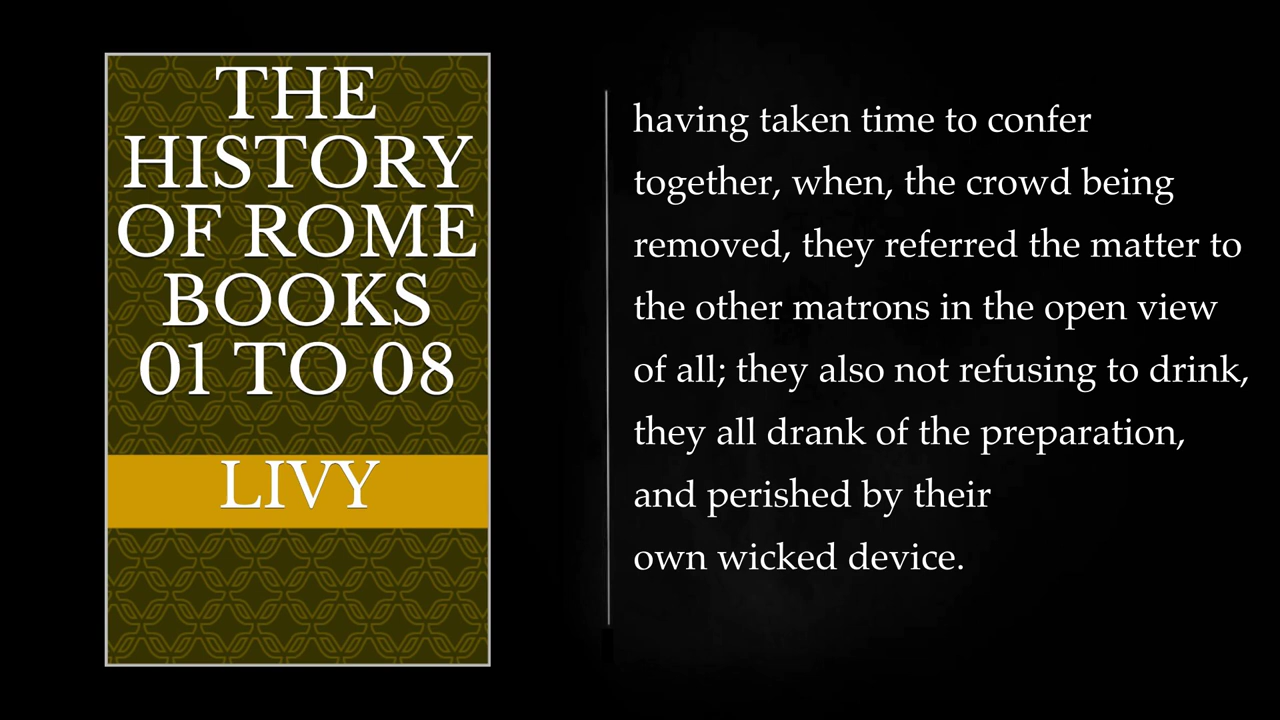 THE
HISTORY
OF ROME
BOOKS
01 TO 08
LIVY
having taken time to confer
together, when, the crowd being
removed, they referred the matter to
the other matrons in the open view
of all; they also not refusing to drink,
they all drank of the preparation,
and perished by their
own wicked device.